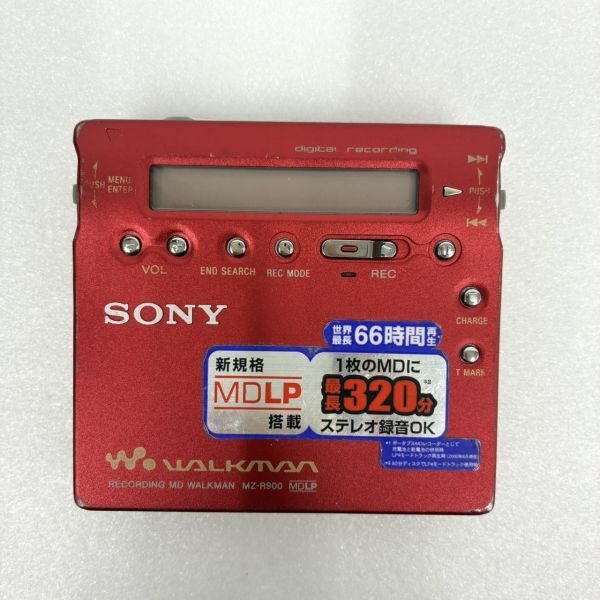 digital recording
PUSH
MENU
ENTER
PUSH
VOL
END SEARCH
REC MODE
REC
CHARGE
T MARK
SONY
世界最長66時間再生
新規格
MDLP
搭載
1枚のMDに
最長320分
※2
ステレオ録音OK
WALKMAN
RECORDING MD WALKMAN MZ-R900 MDLP